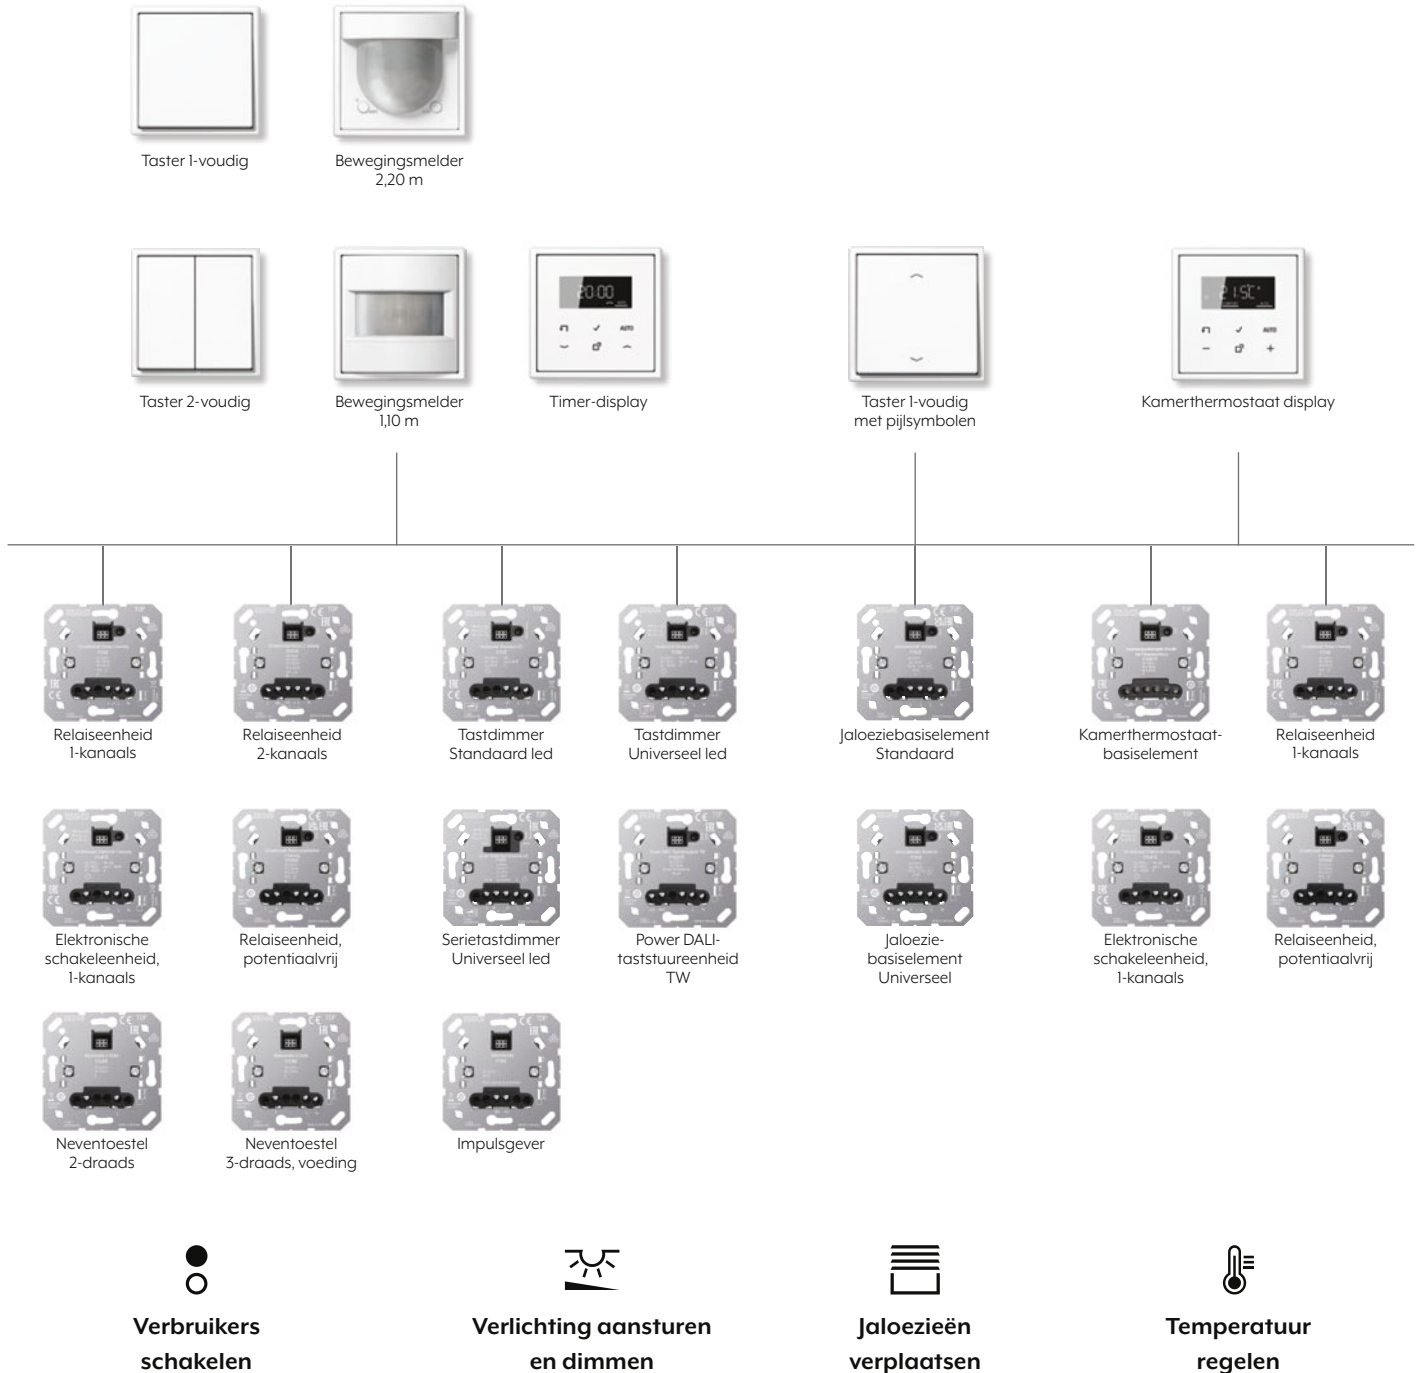 Taster 1-voudig
Bewegingsmelder
2,20 m
20:00
AUTO
21.5C°
AUTO
Taster 2-voudig
Bewegingsmelder
1,10 m
Timer-display
Taster 1-voudig
met pijlsymbolen
Kamerthermostaat display
Relaiseenheid
1-kanaals
Relaiseenheid
2-kanaals
Tastdimmer
Standaard led
Tastdimmer
Universeel led
Jaloeziebasiselement
Standaard
Kamerthermostaat-
basiselement
Relaiseenheid
1-kanaals
Elektronische
schakeleenheid,
1-kanaals
Relaiseenheid,
potentiaalvrij
Serietastdimmer
Universeel led
Power DALI-
taststuureenheid
TW
Jaloezie-
basiselement
Universeel
Elektronische
schakeleenheid,
1-kanaals
Relaiseenheid,
potentiaalvrij
Neventoestel
2-draads
Neventoestel
3-draads, voeding
Impulsgever
Verbruikers
schakelen
Verlichting aansturen
en dimmen
Jaloezieën
verplaatsen
Temperatuur
regelen